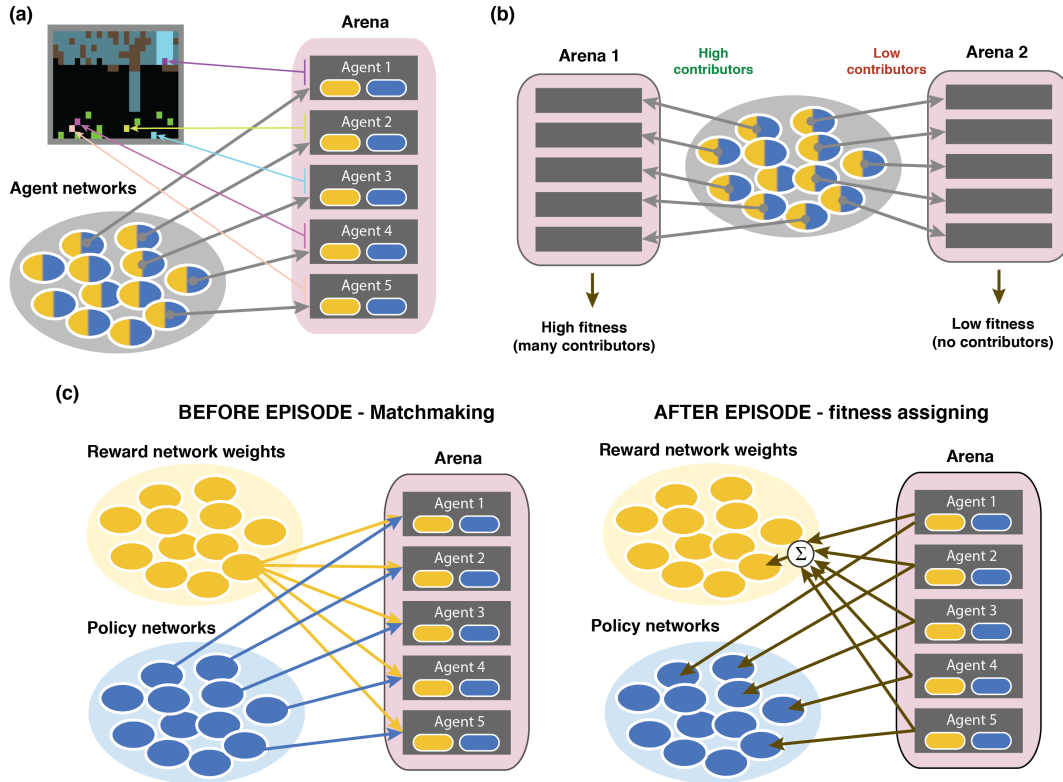 (a)
Arena
Agent 1
Agent 2
Agent 3
Agent 4
Agent 5
Agent networks
(b)
Arena 1
High
contributors
Low
contributors
Arena 2
High fitness
(many contributors)
Low fitness
(no contributors)
(c)
BEFORE EPISODE - Matchmaking
Reward network weights
Arena
Agent 1
Agent 2
Agent 3
Agent 4
Agent 5
Policy networks
AFTER EPISODE - fitness assigning
Reward network weights
Arena
Σ
Agent 1
Agent 2
Agent 3
Agent 4
Agent 5
Policy networks